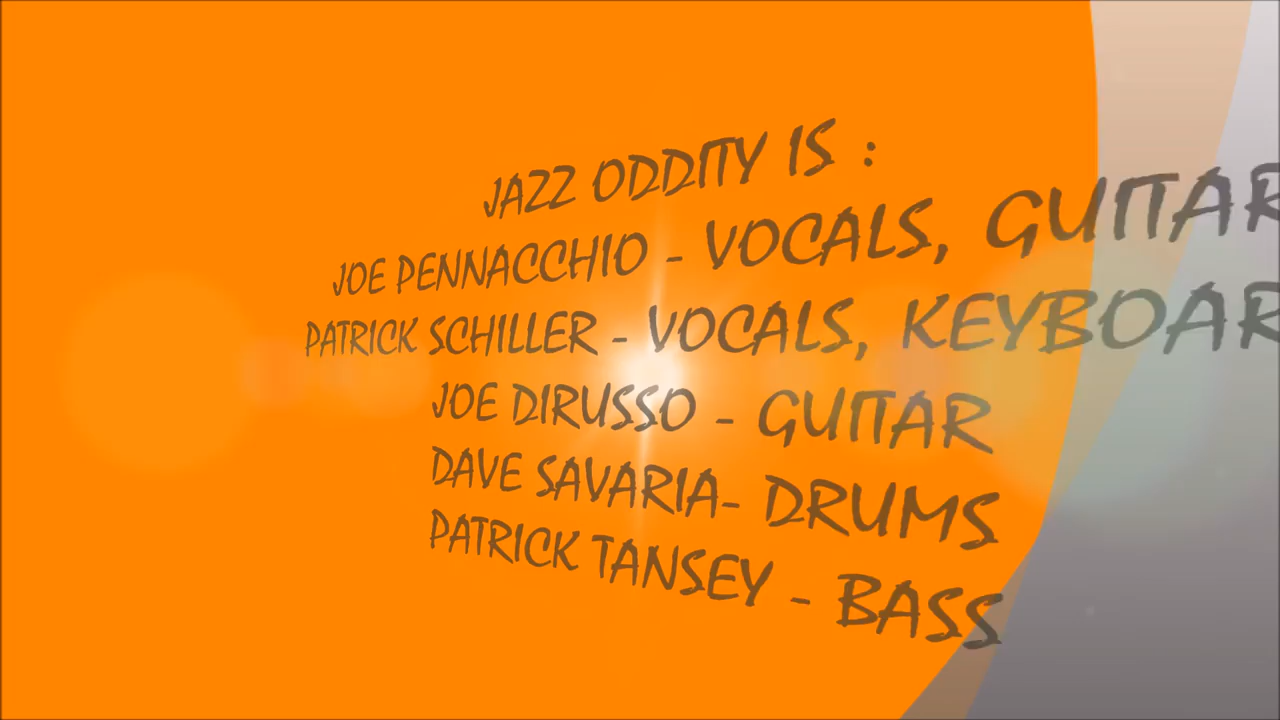 JAZZ ODDITY IS :
JOE PENNACCHIO - VOCALS, GUITAR
PATRICK SCHILLER - VOCALS, KEYBOAR
JOE DIRUSSO - GUITAR
DAVE SAVARIA- DRUMS
PATRICK TANSEY - BASS